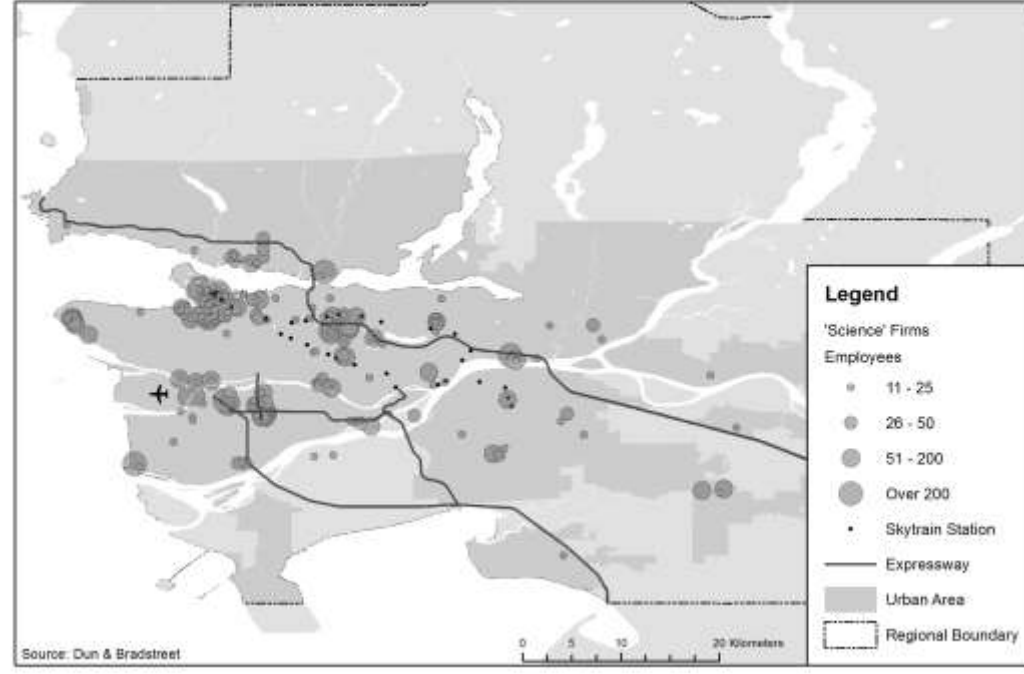 Legend
'Science' Firms
Employees
11 - 25
26 - 50
51 - 200
Over 200
Skytrain Station
Expressway
Urban Area
Regional Boundary
Source: Dun & Bradstreet
0 5 10 20 Kilometers